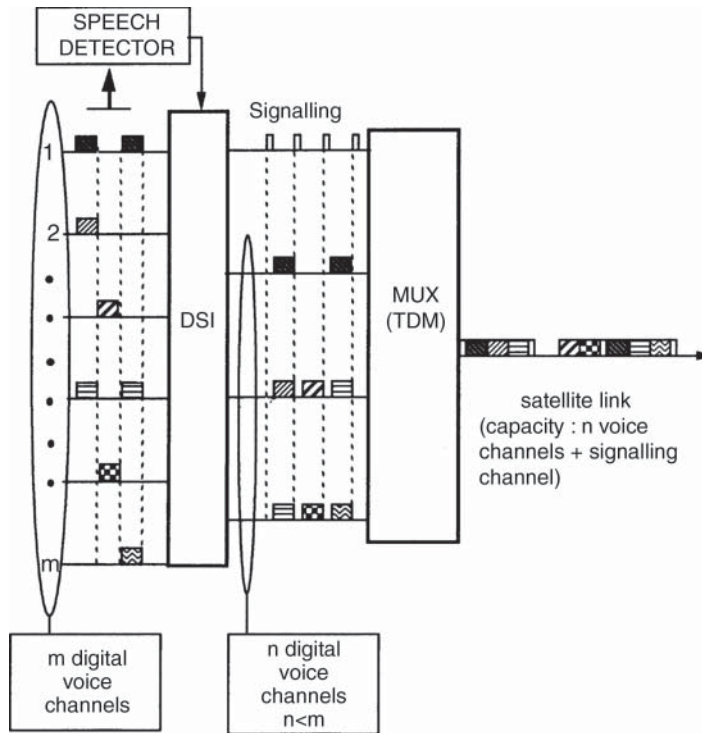 SPEECH
DETECTOR
Signalling
1
2
m
DSI
MUX
(TDM)
satellite link
(capacity : n voice
channels + signalling
channel)
m digital
voice
channels
n digital
voice
channels
n<m